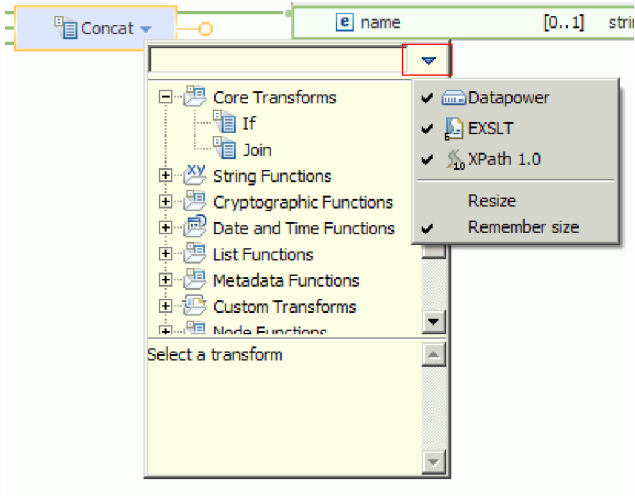 Concat
name [0..1] strin
Core Transforms
If
Join
String Functions
Cryptographic Functions
Date and Time Functions
List Functions
Metadata Functions
Custom Transforms
Node Functions
Select a transform
Datapower
EXSLT
XPath 1.0
Resize
Remember size